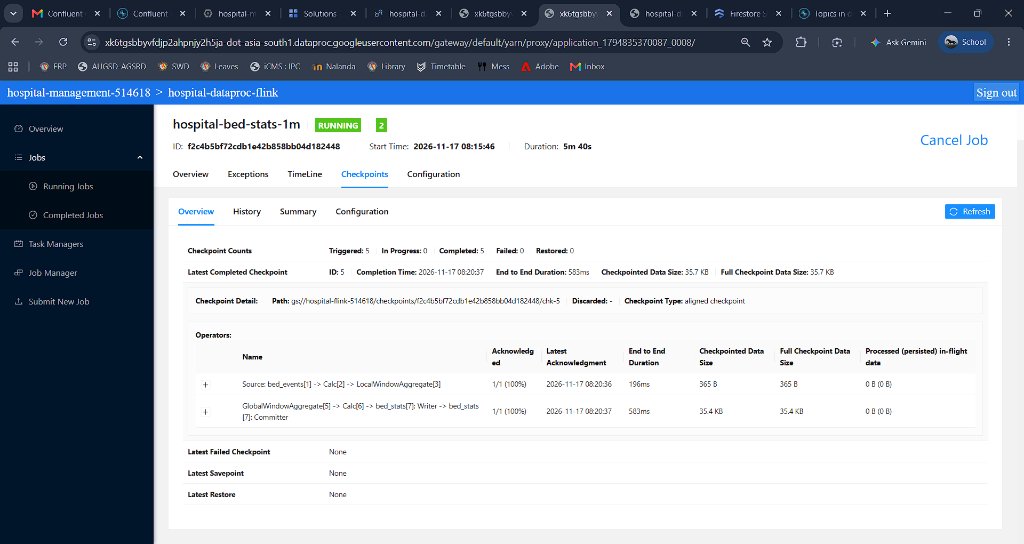 Confluent
Confluent
hospital-m
Solutions
hospital-d
xk6tgsbby
xk6tgsbby
hospital-d
Firestore S
Topics in c
xk6tgsbbyvfdjp2ahpnjy2h5ja dot asia south1.dataproc.googleusercontent.com/gateway/default/yarn/proxy/application_1794835370087_0008/
Ask Gemini
School
ERP
AUGSD AGSRD
SWD
Leaves
iCMS : IPC
Nalanda
Library
Timetable
Mess
Adobe
Inbox
hospital-management-514618 > hospital-dataproc-flink
Sign out
Overview
Jobs
Running Jobs
Completed Jobs
Task Managers
Job Manager
Submit New Job
hospital-bed-stats-1m RUNNING 2
Cancel Job
ID: f2c4b5bf72cdb1e42b858bb04d182448 Start Time: 2026-11-17 08:15:46 Duration: 5m 40s
Overview Exceptions TimeLine Checkpoints Configuration
Overview History Summary Configuration
Refresh
Checkpoint Counts Triggered: 5 In Progress: 0 Completed: 5 Failed: 0 Restored: 0
Latest Completed Checkpoint ID: 5 Completion Time: 2026-11-17 08:20:37 End to End Duration: 583ms Checkpointed Data Size: 35.7 KB Full Checkpoint Data Size: 35.7 KB
Checkpoint Detail: Path: gs://hospital-flink-514618/checkpoints/f2c4b5bf72cdb1e42b858bb04d182448/chk-5 Discarded: - Checkpoint Type: aligned checkpoint
Operators:
Name Acknowledg ed Latest Acknowledgment End to End Duration Checkpointed Data Size Full Checkpoint Data Size Processed (persisted) in-flight data
+ Source: bed_events[1] -> Calc[2] -> LocalWindowAggregate[3] 1/1 (100%) 2026-11-17 08:20:36 196ms 365 B 365 B 0 B (0 B)
+ GlobalWindowAggregate[5] -> Calc[6] -> bed_stats[7]: Writer -> bed_stats
[7]: Committer 1/1 (100%) 2026-11-17 08:20:37 583ms 35.4 KB 35.4 KB 0 B (0 B)
Latest Failed Checkpoint None
Latest Savepoint None
Latest Restore None